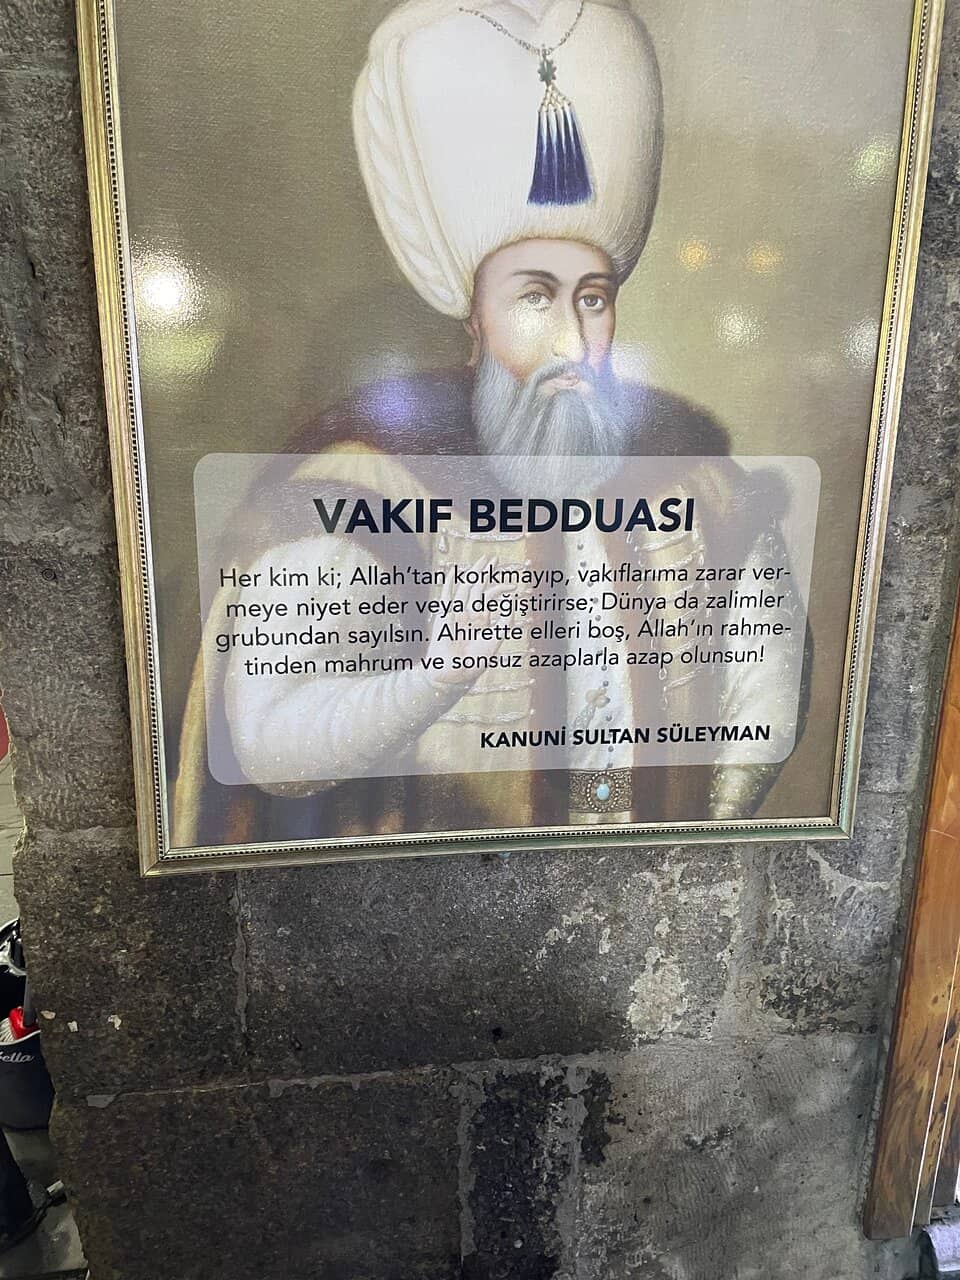 VAKIF BEDDUASI
Her kim ki; Allah'tan korkmayıp, vakıflarıma zarar ver-
meye niyet eder veya değiştirirse; Dünya da zalimler
grubundan sayılsın. Ahirette elleri boş, Allah'ın rahme-
tinden mahrum ve sonsuz azaplarla azap olunsun!
KANUNİ SULTAN SÜLEYMAN